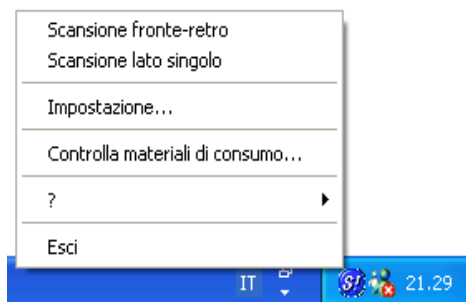 Scansione fronte-retro
Scansione lato singolo
Impostazione...
Controlla materiali di consumo...
?
Esci
IT
S! 21.29